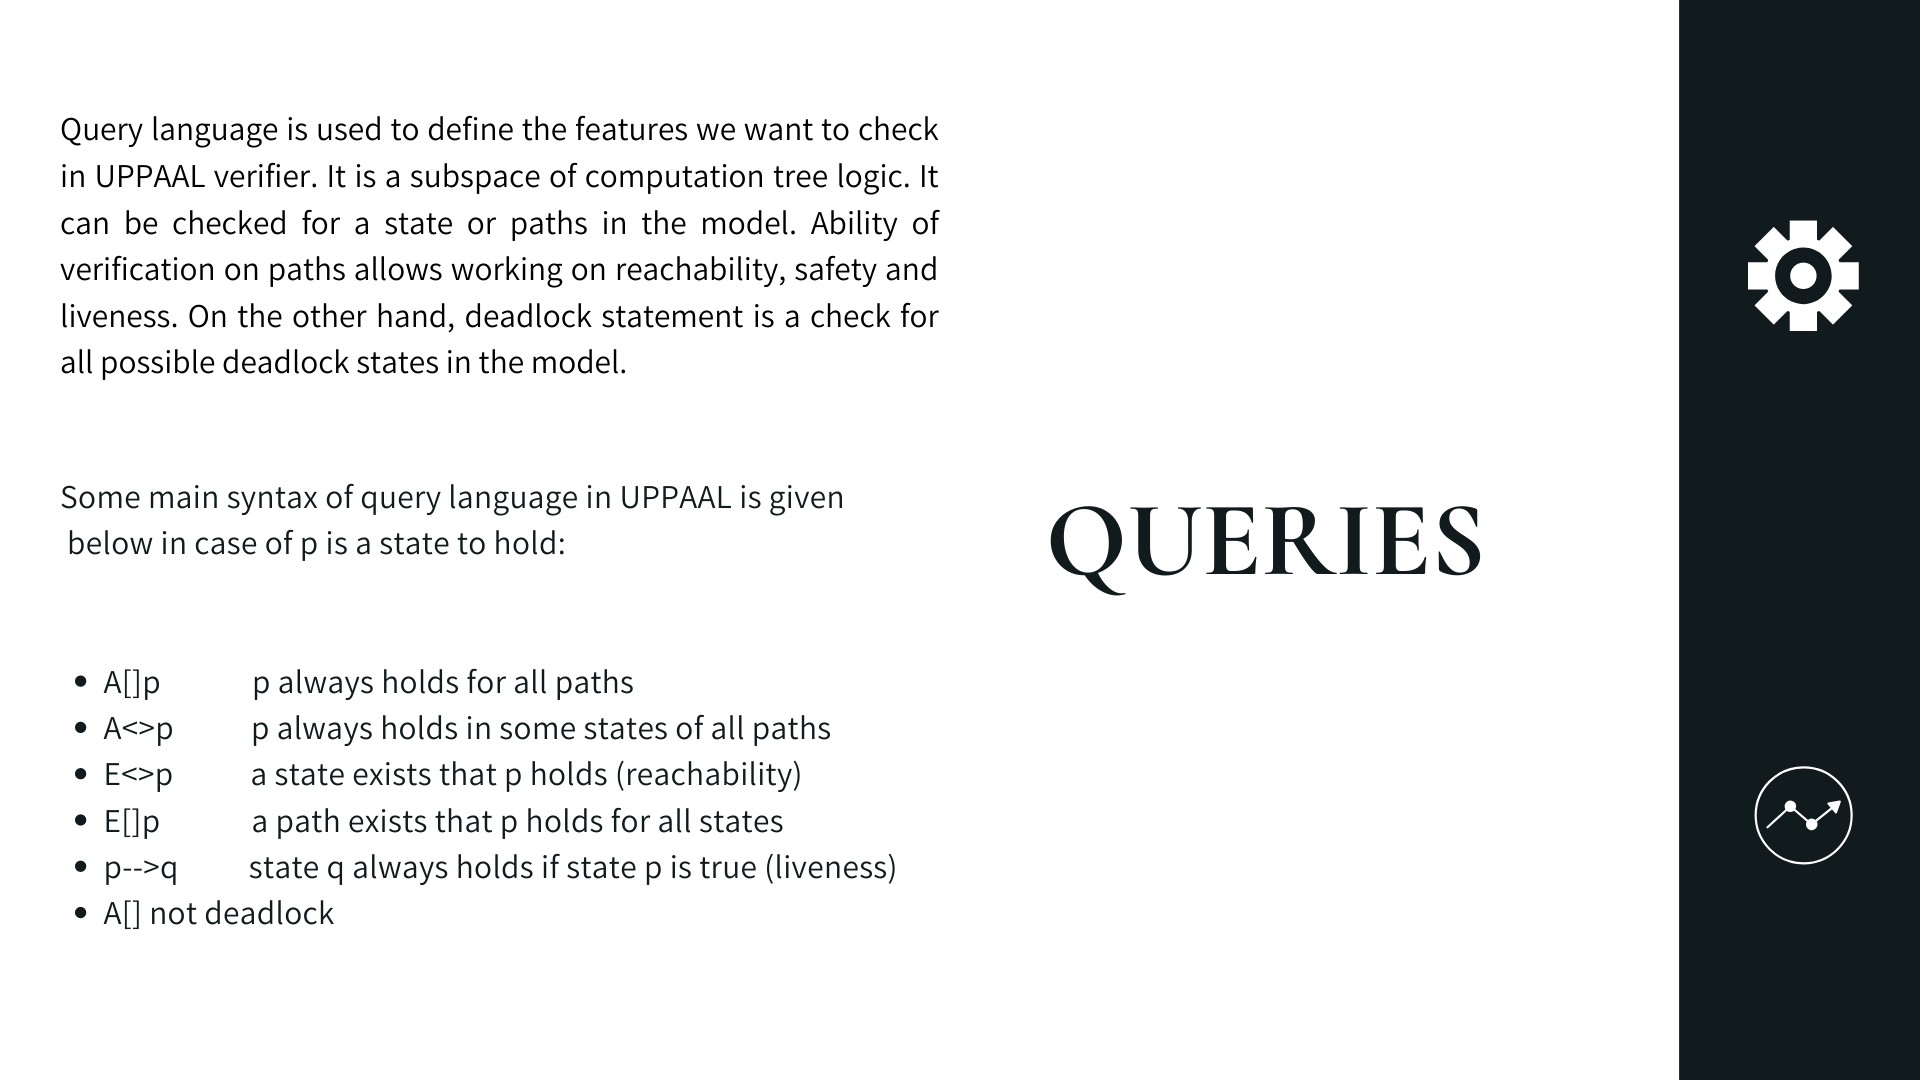 Query language is used to define the features we want to check
in UPPAAL verifier. It is a subspace of computation tree logic. It
can be checked for a state or paths in the model. Ability of
verification on paths allows working on reachability, safety and
liveness. On the other hand, deadlock statement is a check for
all possible deadlock states in the model.
Some main syntax of query language in UPPAAL is given
below in case of p is a state to hold:
• A[]p p always holds for all paths
• A<>p p always holds in some states of all paths
• E<>p a state exists that p holds (reachability)
• E[]p a path exists that p holds for all states
• p-->q state q always holds if state p is true (liveness)
• A[] not deadlock
QUERIES